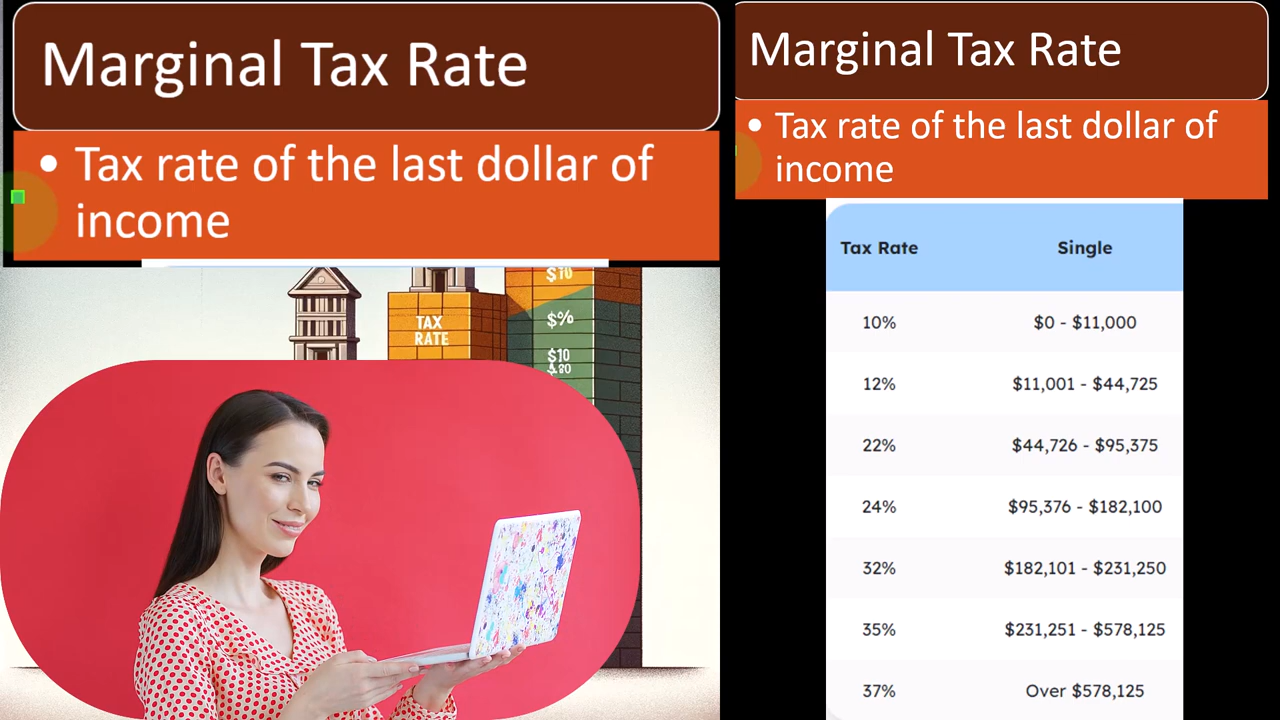 Marginal Tax Rate
• Tax rate of the last dollar of
income
$10
TAX
RATE
$%
$10
Marginal Tax Rate
• Tax rate of the last dollar of
income
Tax Rate Single
10% $0 - $11,000
12% $11,001 - $44,725
22% $44,726 - $95,375
24% $95,376 - $182,100
32% $182,101 - $231,250
35% $231,251 - $578,125
37% Over $578,125